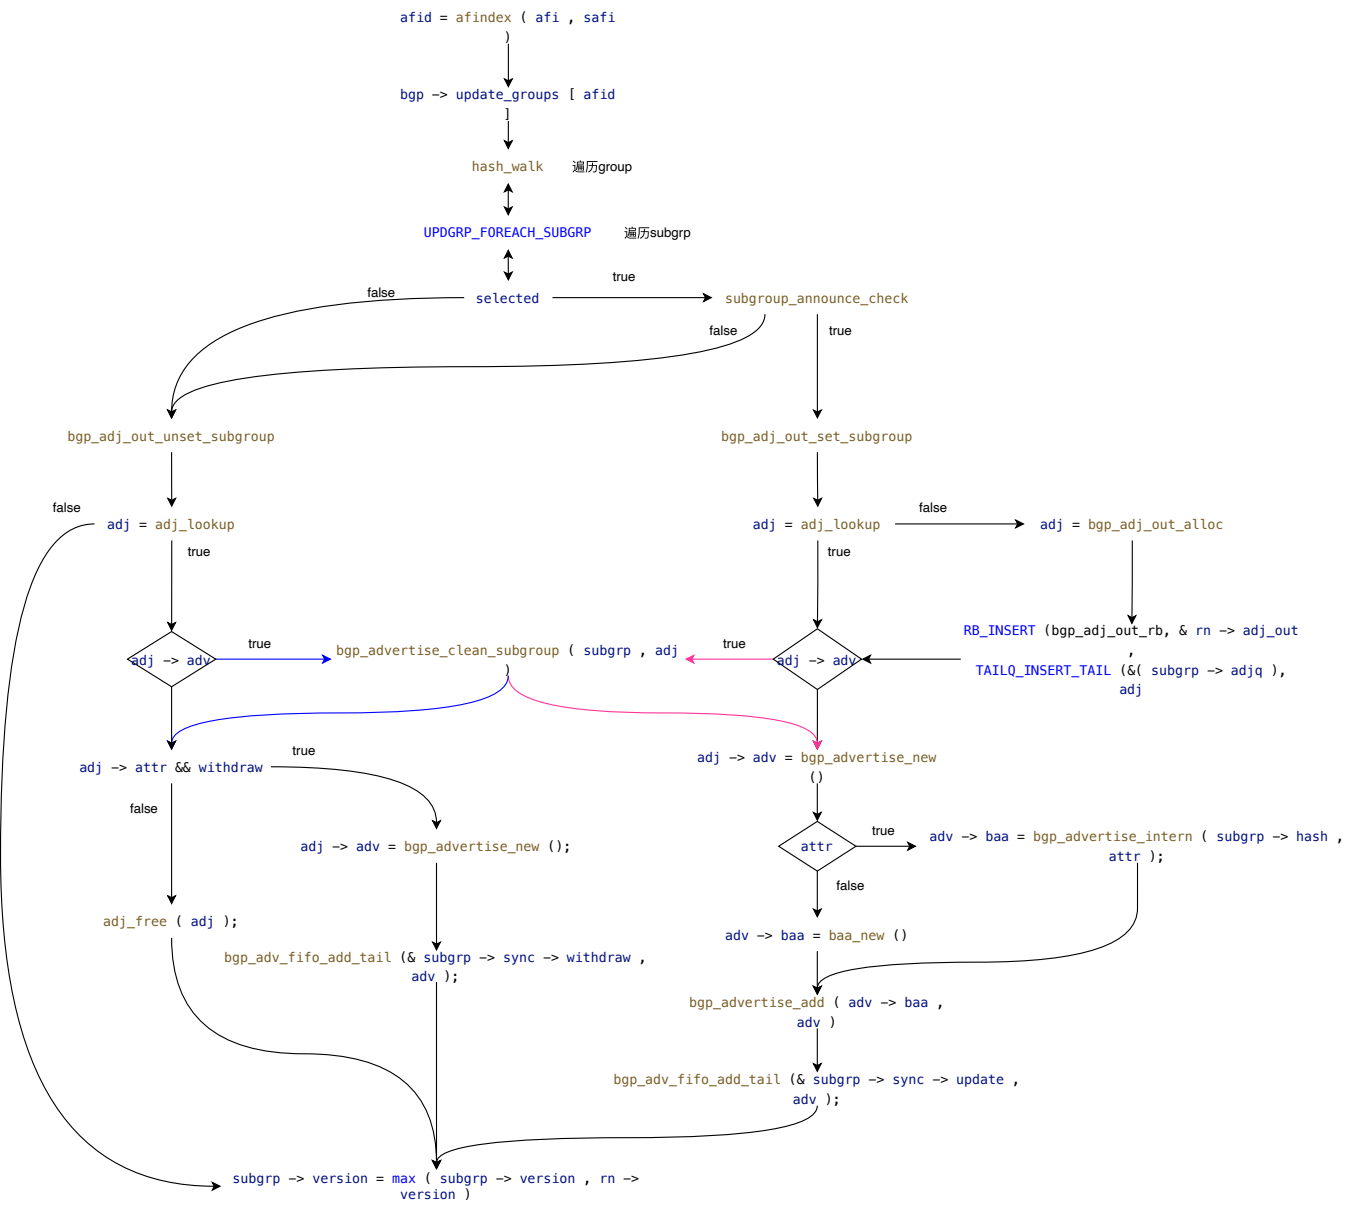 afid = afindex ( afi , safi
)
bgp -> update_groups [ afid
]
hash_walk 遍历group
UPDGRP_FOREACH_SUBGRP 遍历subgrp
true
false
selected
subgroup_announce_check
false
true
bgp_adj_out_unset_subgroup
bgp_adj_out_set_subgroup
false
false
adj = adj_lookup
adj = adj_lookup
adj = bgp_adj_out_alloc
true
true
RB_INSERT (bgp_adj_out_rb, & rn -> adj_out
,
TAILQ_INSERT_TAIL (&( subgrp -> adjq ),
adj
true
true
bgp_advertise_clean_subgroup ( subgrp , adj
)
adj -> adv
adj -> adv
true
adj -> attr && withdraw
adj -> adv = bgp_advertise_new
()
false
true
adj -> adv = bgp_advertise_new ();
attr
adv -> baa = bgp_advertise_intern ( subgrp -> hash ,
attr );
false
adj_free ( adj );
adv -> baa = baa_new ()
bgp_adv_fifo_add_tail (& subgrp -> sync -> withdraw ,
adv );
bgp_advertise_add ( adv -> baa ,
adv )
bgp_adv_fifo_add_tail (& subgrp -> sync -> update ,
adv );
subgrp -> version = max ( subgrp -> version , rn ->
version )